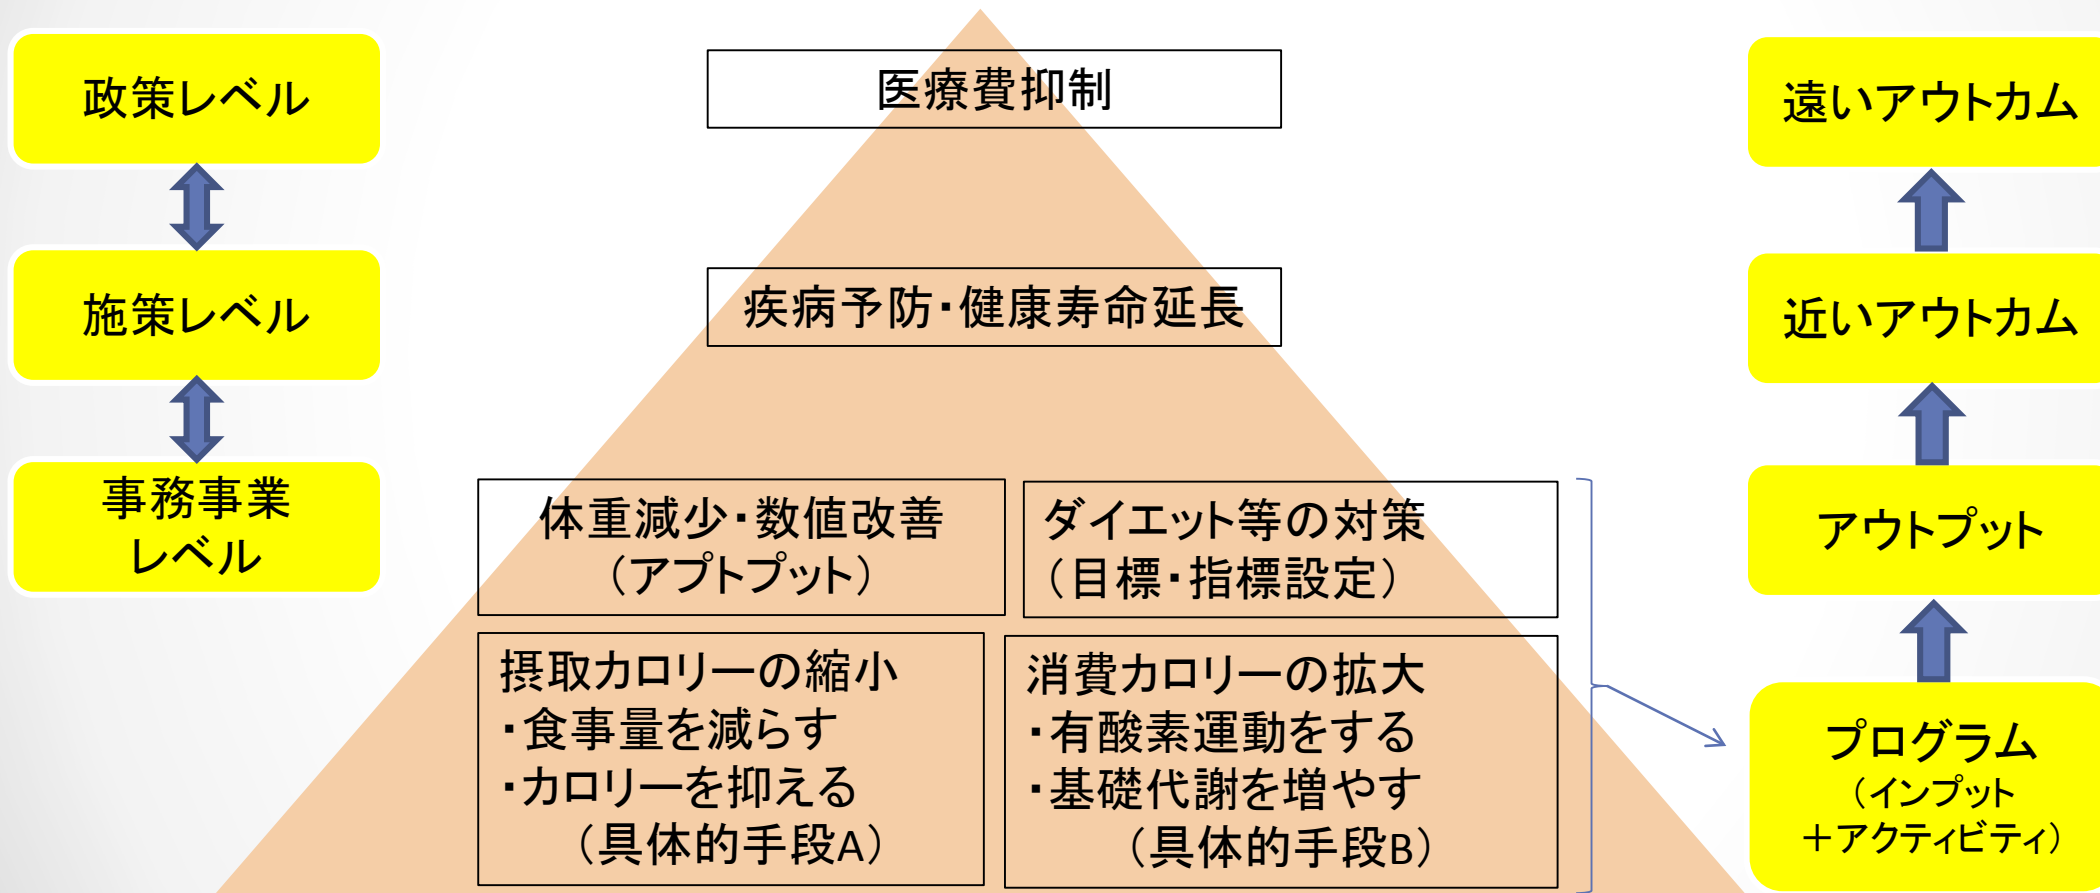 政策レベル
施策レベル
事務事業
レベル
医療費抑制
疾病予防・健康寿命延長
体重減少・数値改善
（アプトプット）
ダイエット等の対策
（目標・指標設定）
摂取カロリーの縮小
・食事量を減らす
・カロリーを抑える
（具体的手段A）
消費カロリーの拡大
・有酸素運動をする
・基礎代謝を増やす
（具体的手段B）
遠いアウトカム
近いアウトカム
アウトプット
プログラム
（インプット
＋アクティビティ）